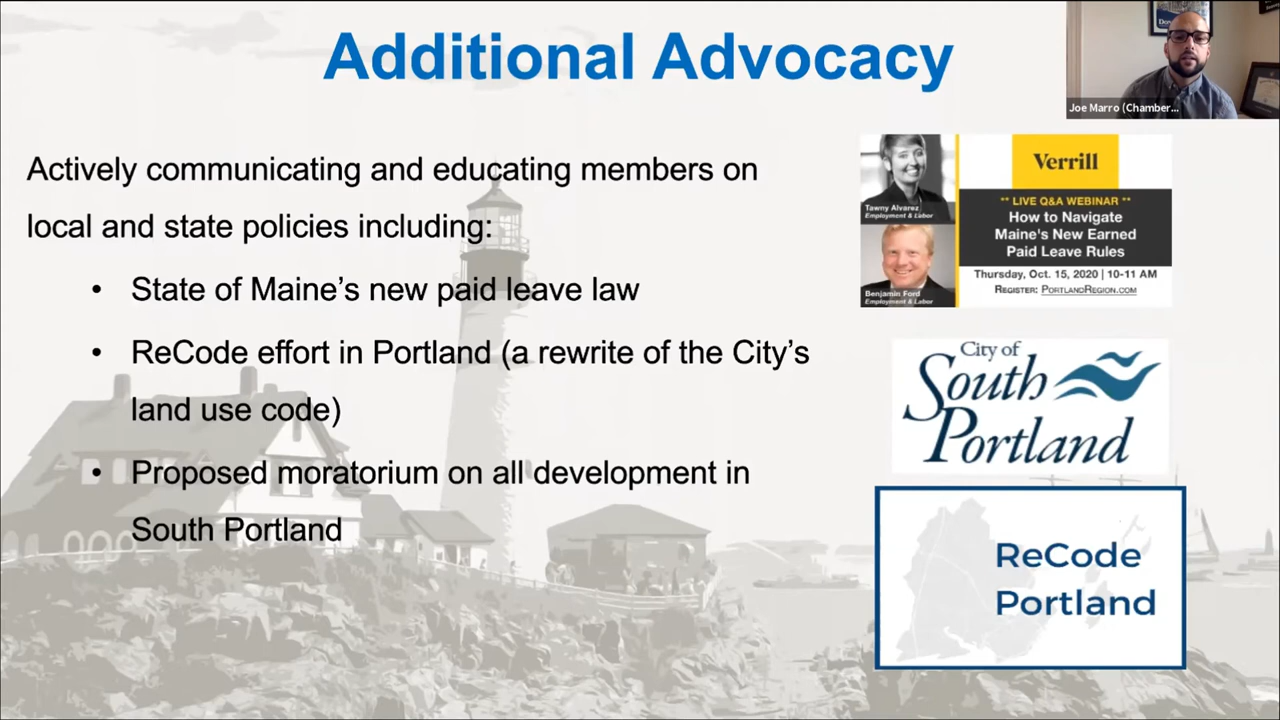 Additional Advocacy
Joe Marro (Chamber...
Actively communicating and educating members on
local and state policies including:
• State of Maine's new paid leave law
• ReCode effort in Portland (a rewrite of the City's
land use code)
• Proposed moratorium on all development in
South Portland
Tawny Alvarez
Employment & Labor
Benjamin Ford
Employment & Labor
Verrill
** LIVE Q&A WEBINAR **
How to Navigate
Maine's New Earned
Paid Leave Rules
Thursday, Oct. 15, 2020 | 10-11 AM
REGISTER: PORTLANDREGION.COM
City of
South
Portland
ReCode
Portland